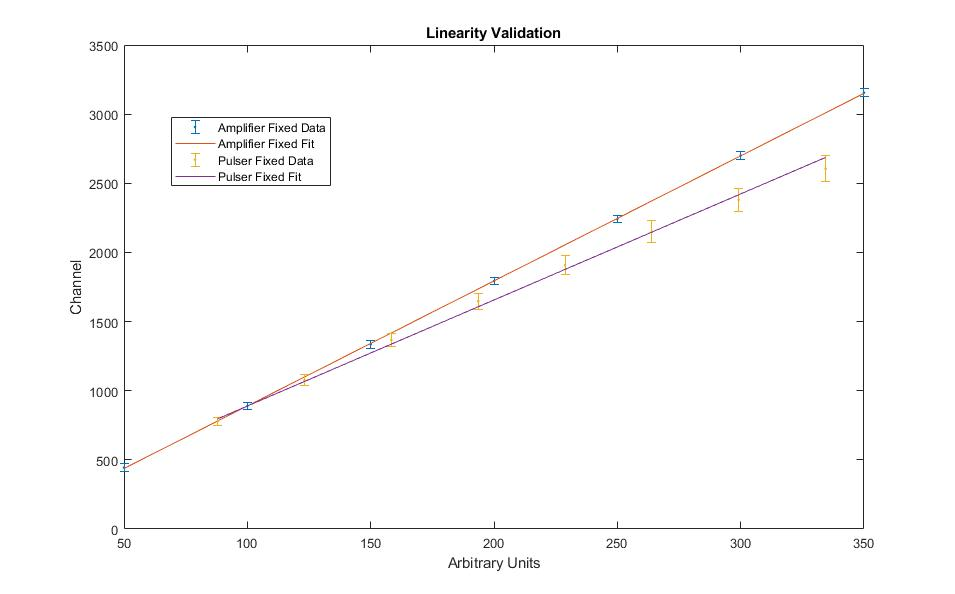 Linearity Validation
3500
3000
2500
2000
1500
1000
500
0
Channel
Amplifier Fixed Data
Amplifier Fixed Fit
Pulser Fixed Data
Pulser Fixed Fit
50 100 150 200 250 300 350
Arbitrary Units